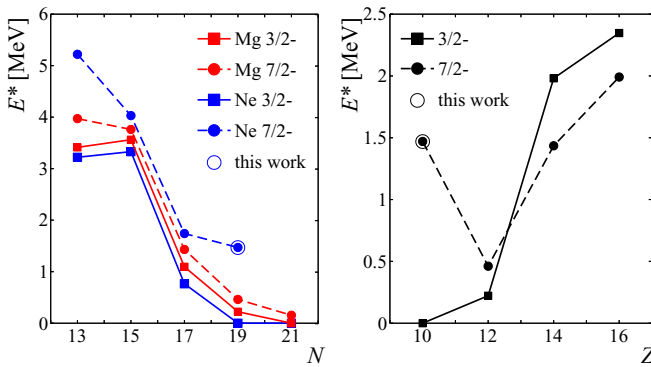 E* [MeV]
6
5
4
3
2
1
0
13 15 17 19 21
N
Mg 3/2-
Mg 7/2-
Ne 3/2-
Ne 7/2-
this work
E* [MeV]
2.5
2
1.5
1
0.5
0
10 12 14 16
Z
3/2-
7/2-
this work